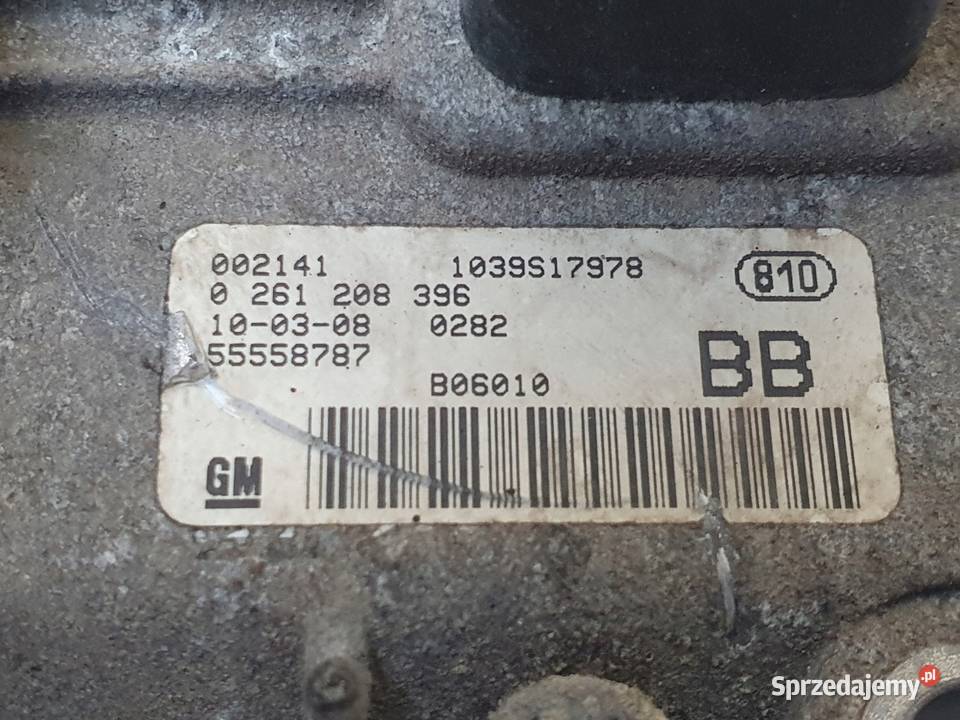 002141 1039S17978 810
0 261 208 396
10-03-08 0282
55558787 BB
B06010
GM
Sprzedajemy.pl